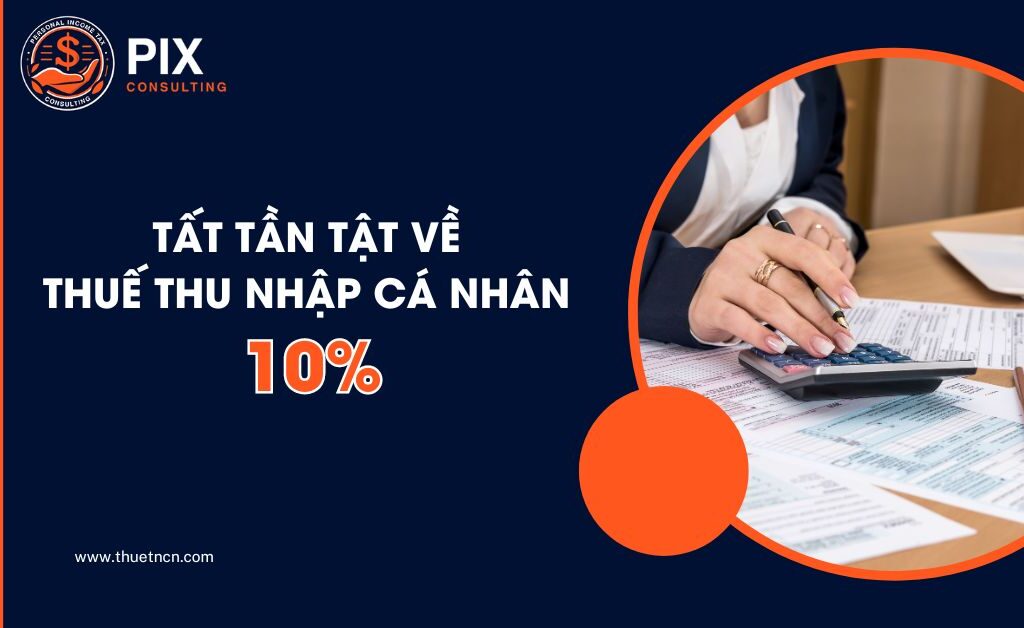 PERSONAL INCOME TAX
CONSULTING
PIX
CONSULTING
TẤT TẦN TẬT VỀ
THUẾ THU NHẬP CÁ NHÂN
10%
www.thuetncn.com